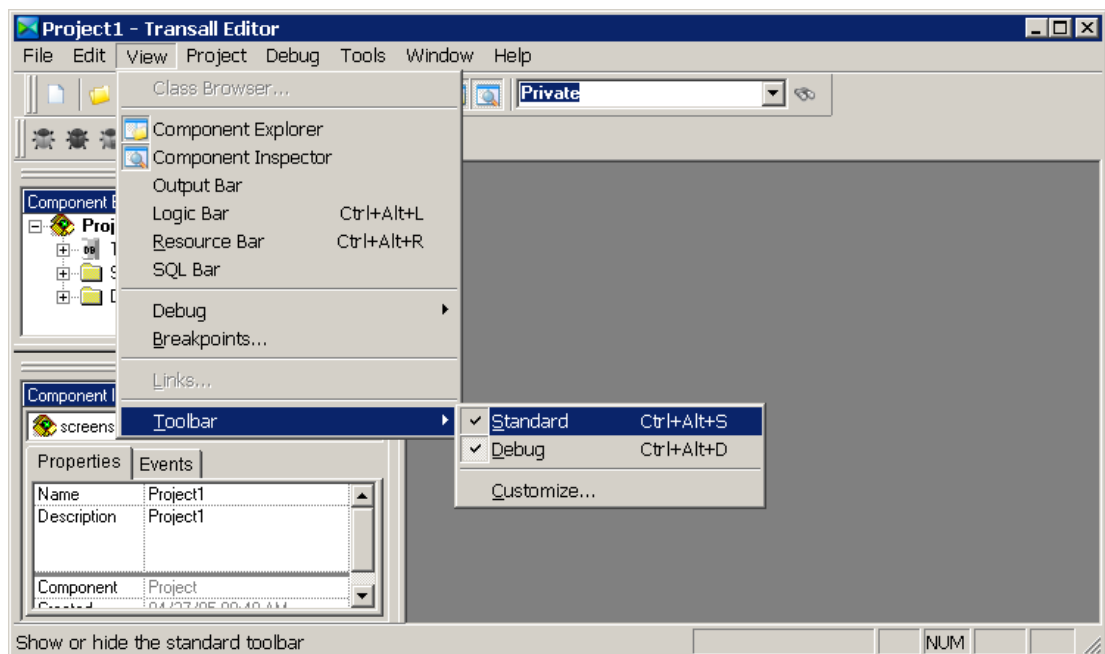 Project1 - Transall Editor
File Edit View Project Debug Tools Window Help
Class Browser...
Private
Component Explorer
Component Inspector
Output Bar
Logic Bar Ctrl+Alt+L
Resource Bar Ctrl+Alt+R
SQL Bar
Debug
Breakpoints...
Links...
Toolbar
Standard Ctrl+Alt+S
Debug Ctrl+Alt+D
Customize...
Component
Proj
DB
Component I
screens
Properties Events
Name Project1
Description Project1
Component Project
Show or hide the standard toolbar
NUM